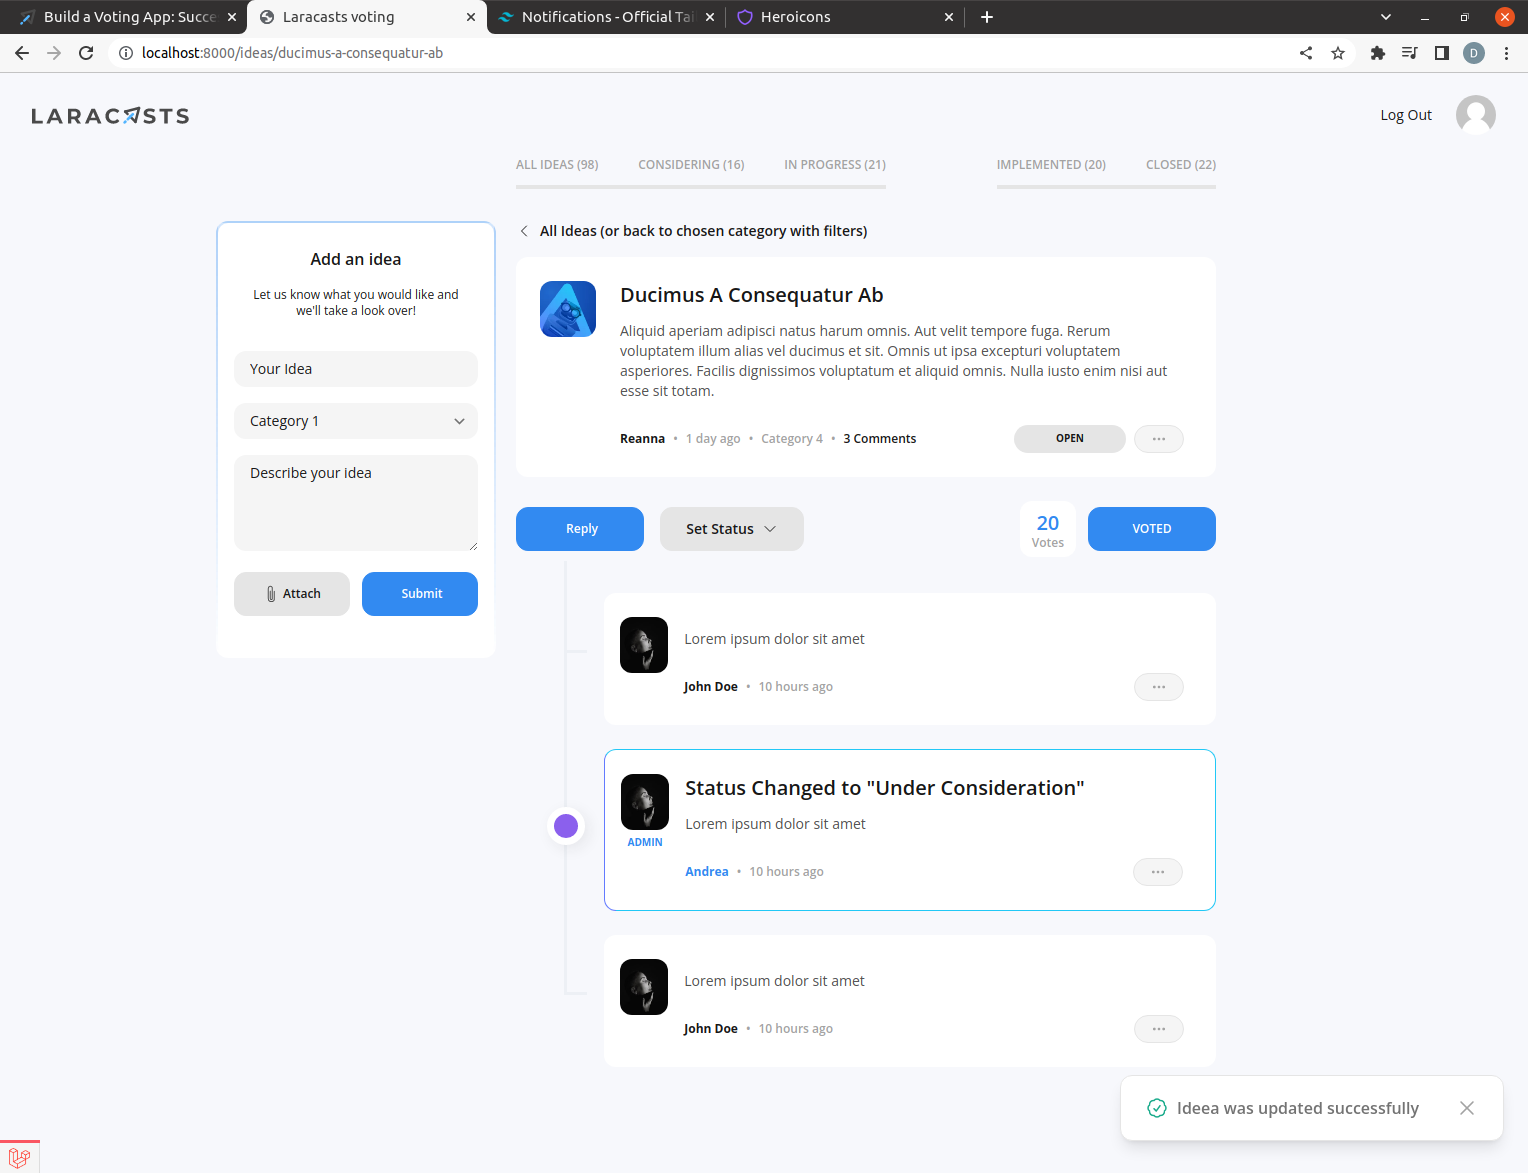 Build a Voting App: Succe
Laracasts voting
Notifications - Official Tai
Heroicons
localhost:8000/ideas/ducimus-a-consequatur-ab
D
LARACASTS
Log Out
ALL IDEAS (98)
CONSIDERING (16)
IN PROGRESS (21)
IMPLEMENTED (20)
CLOSED (22)
Add an idea
Let us know what you would like and
we'll take a look over!
Your Idea
Category 1
Describe your idea
Attach
Submit
All Ideas (or back to chosen category with filters)
Ducimus A Consequatur Ab
Aliquid aperiam adipisci natus harum omnis. Aut velit tempore fuga. Rerum
voluptatem illum alias vel ducimus et sit. Omnis ut ipsa excepturi voluptatem
asperiores. Facilis dignissimos voluptatum et aliquid omnis. Nulla iusto enim nisi aut
esse sit totam.
Reanna • 1 day ago • Category 4 • 3 Comments
OPEN
Reply
Set Status
20
Votes
VOTED
Lorem ipsum dolor sit amet
John Doe • 10 hours ago
Status Changed to "Under Consideration"
Lorem ipsum dolor sit amet
ADMIN
Andrea • 10 hours ago
Lorem ipsum dolor sit amet
John Doe • 10 hours ago
Ideea was updated successfully